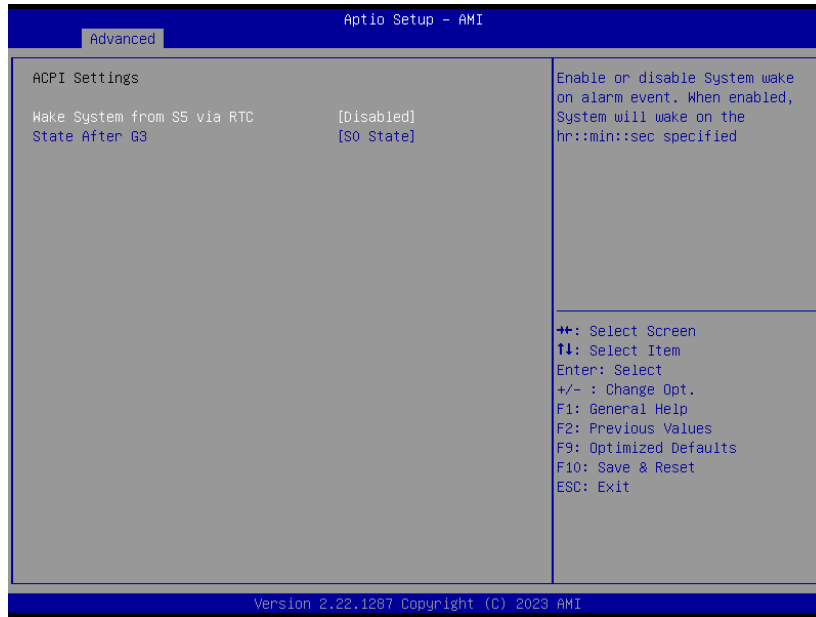 Aptio Setup - AMI
Advanced
ACPI Settings
Wake System from S5 via RTC [Disabled]
State After G3 [S0 State]
Enable or disable System wake
on alarm event. When enabled,
System will wake on the
hr::min::sec specified
→←: Select Screen
↑↓: Select Item
Enter: Select
+/- : Change Opt.
F1: General Help
F2: Previous Values
F9: Optimized Defaults
F10: Save & Reset
ESC: Exit
Version 2.22.1287 Copyright (C) 2023 AMI